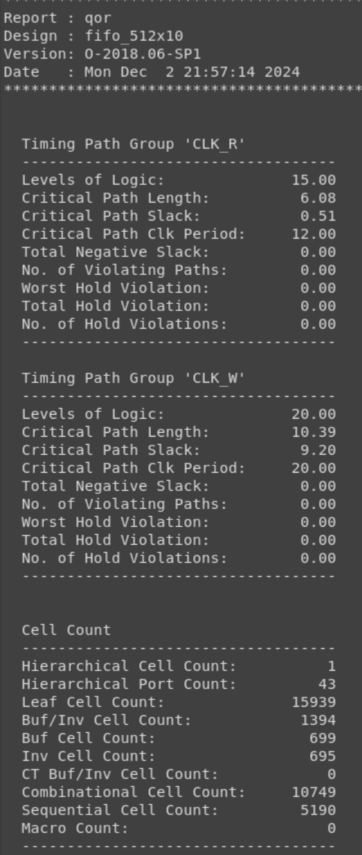 ****************************************
Report : qor
Design : fifo_512x10
Version: O-2018.06-SP1
Date   : Mon Dec  2 21:57:14 2024
****************************************
Timing Path Group 'CLK_R'
-----------------------------------
Levels of Logic:              15.00
Critical Path Length:          6.08
Critical Path Slack:           0.51
Critical Path Clk Period:     12.00
Total Negative Slack:          0.00
No. of Violating Paths:        0.00
Worst Hold Violation:          0.00
Total Hold Violation:          0.00
No. of Hold Violations:        0.00
-----------------------------------
Timing Path Group 'CLK_W'
-----------------------------------
Levels of Logic:              20.00
Critical Path Length:         10.39
Critical Path Slack:           9.20
Critical Path Clk Period:     20.00
Total Negative Slack:          0.00
No. of Violating Paths:        0.00
Worst Hold Violation:          0.00
Total Hold Violation:          0.00
No. of Hold Violations:        0.00
-----------------------------------
Cell Count
-----------------------------------
Hierarchical Cell Count:          1
Hierarchical Port Count:         43
Leaf Cell Count:              15939
Buf/Inv Cell Count:            1394
Buf Cell Count:                 699
Inv Cell Count:                 695
CT Buf/Inv Cell Count:            0
Combinational Cell Count:     10749
Sequential Cell Count:         5190
Macro Count:                      0
-----------------------------------